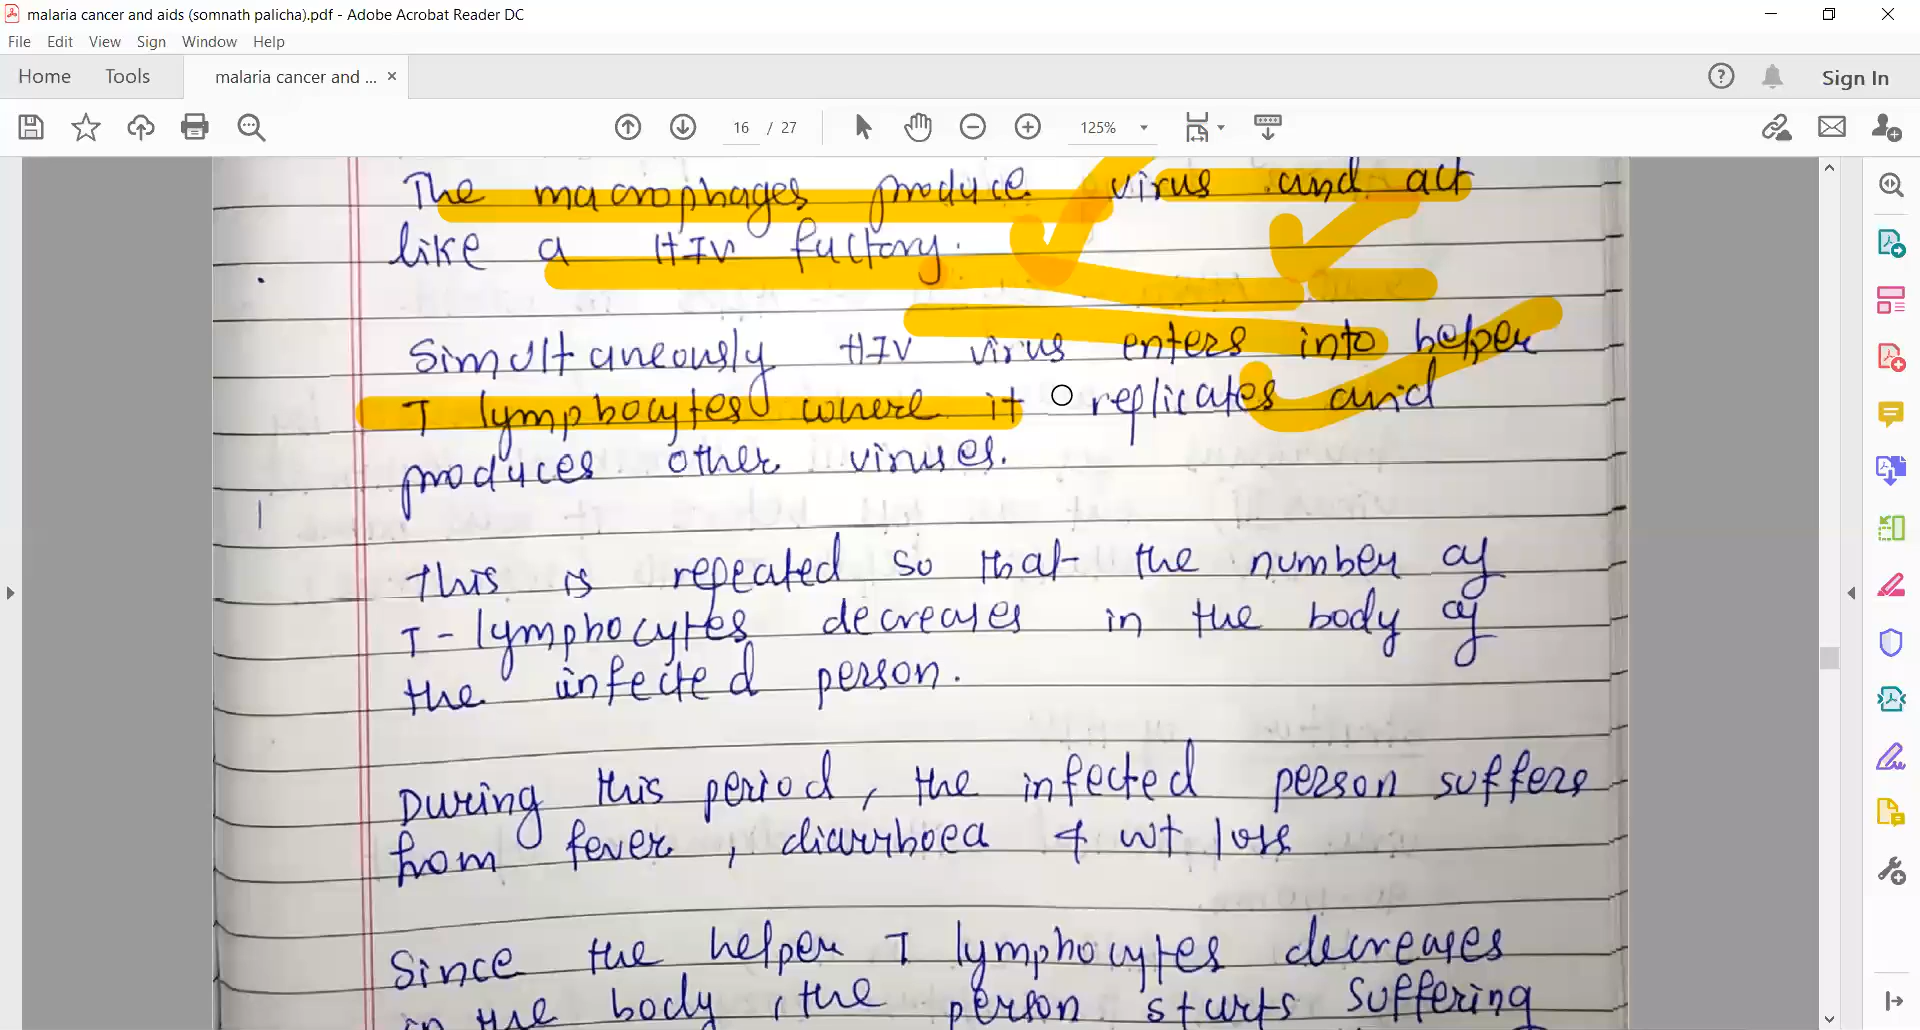 malaria cancer and aids (somnath palicha).pdf - Adobe Acrobat Reader DC
File Edit View Sign Window Help
Home Tools malaria cancer and ... ×
Sign In
16 / 27 125%
The macrophages produce virus and act
like a HIV factory.
Simultaneously HIV virus enters into helper
T lymphocytes where it replicates and
produces other viruses.
This is repeated so that the number of
T-lymphocytes decreases in the body of
the infected person.
During this period, the infected person suffers
from fever, diarrhoea & wt loss
Since the helper T lymphocytes decreases
in the body, the person starts suffering